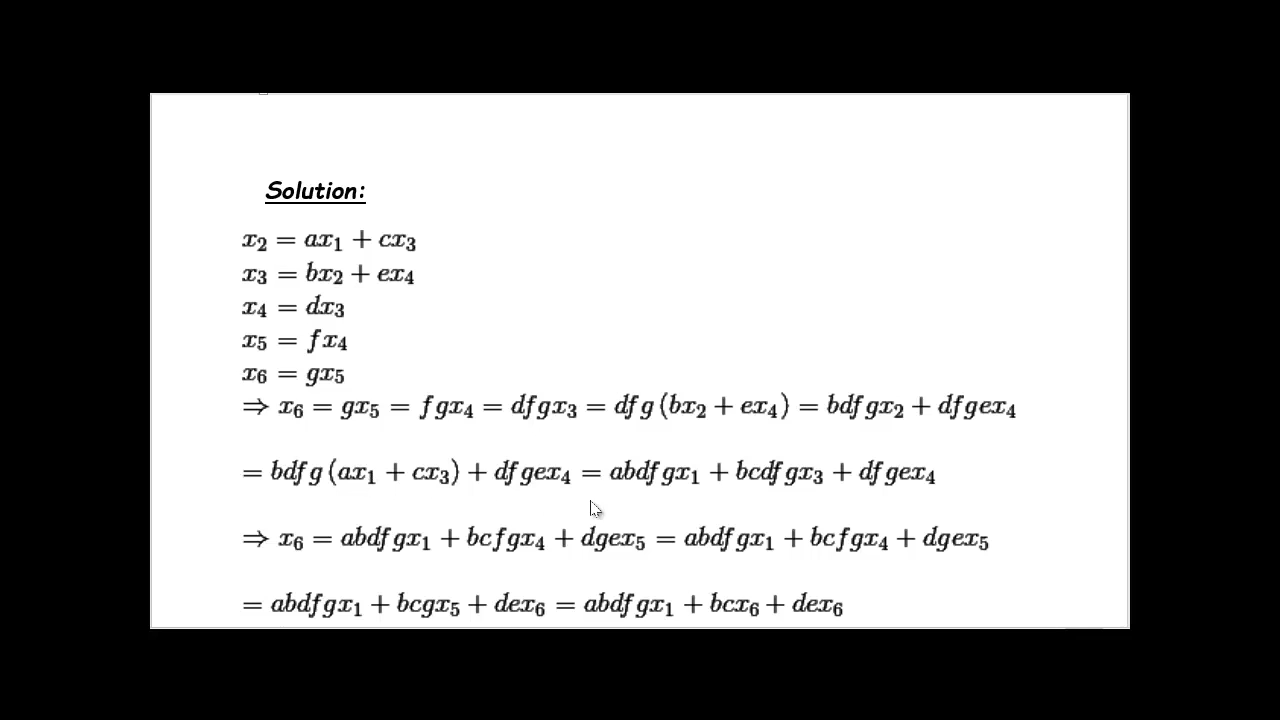 Solution:
x₂ = ax₁ + cx₃
x₃ = bx₂ + ex₄
x₄ = dx₃
x₅ = fx₄
x₆ = gx₅
⇒ x₆ = gx₅ = fgx₄ = dfgx₃ = dfg (bx₂ + ex₄) = bdfgx₂ + dfgex₄
= bdfg (ax₁ + cx₃) + dfgex₄ = abdfgx₁ + bcdfgx₃ + dfgex₄
⇒ x₆ = abdfgx₁ + bcfgx₄ + dgex₅ = abdfgx₁ + bcfgx₄ + dgex₅
= abdfgx₁ + bcgx₅ + dex₆ = abdfgx₁ + bcx₆ + dex₆